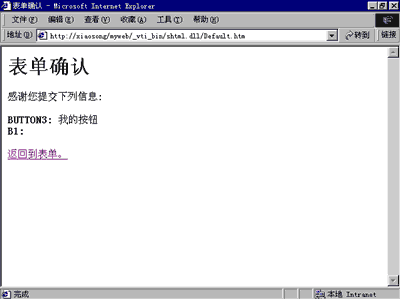 表单确认 - Microsoft Internet Explorer
文件(F) 编辑(E) 查看(V) 收藏(A) 工具(T) 帮助(H)
地址(D) http://xiaosong/myweb/_vti_bin/shtml.dll/Default.htm 转到 链接
表单确认
感谢您提交下列信息:
BUTTON3: 我的按钮
B1:
返回到表单。
完成 本地 Intranet